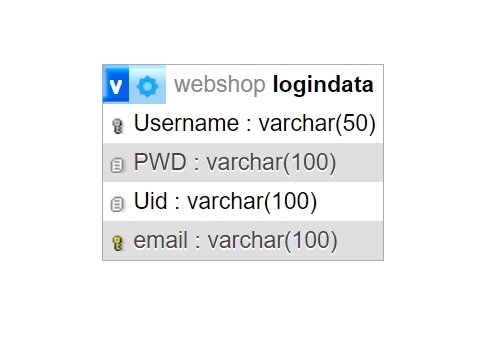 v webshop logindata
Username : varchar(50)
PWD : varchar(100)
Uid : varchar(100)
email : varchar(100)